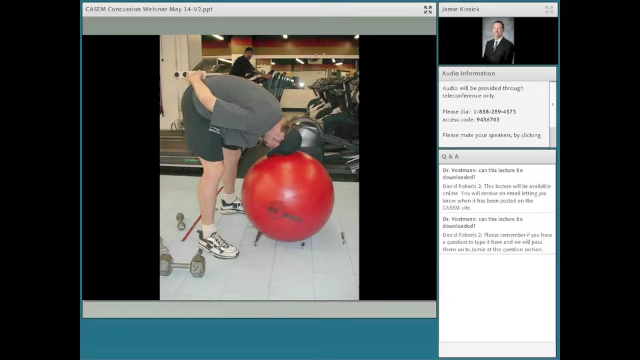 CASEM Concussion Webinar May 14-V2.ppt
Jamie Kissick
Audio Information
Audio will be provided through
teleconference only.
Please dial: 1-888-289-4573
access code: 9436703
Please mute your speakers, by clicking
Q & A
Dr. Vostmann: can this lecture be
downloaded?
David Roberts 2: This lecture will be available
online. You will receive an email letting you
know when it has been posted on the
CASEM site.
Dr. Vostmann: can this lecture be
downloaded?
David Roberts 2: Please remember if you have
a question to type it here and we will pass
them on to Jamie at the question section.